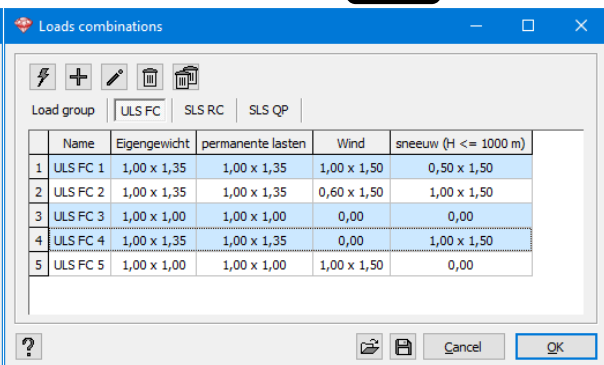 Loads combinations
Load group ULS FC SLS RC SLS QP
Name Eigengewicht permanente lasten Wind sneeuw (H <= 1000 m)
1 ULS FC 1 1,00 x 1,35 1,00 x 1,35 1,00 x 1,50 0,50 x 1,50
2 ULS FC 2 1,00 x 1,35 1,00 x 1,35 0,60 x 1,50 1,00 x 1,50
3 ULS FC 3 1,00 x 1,00 1,00 x 1,00 0,00 0,00
4 ULS FC 4 1,00 x 1,35 1,00 x 1,35 0,00 1,00 x 1,50
5 ULS FC 5 1,00 x 1,00 1,00 x 1,00 1,00 x 1,50 0,00
? Cancel OK